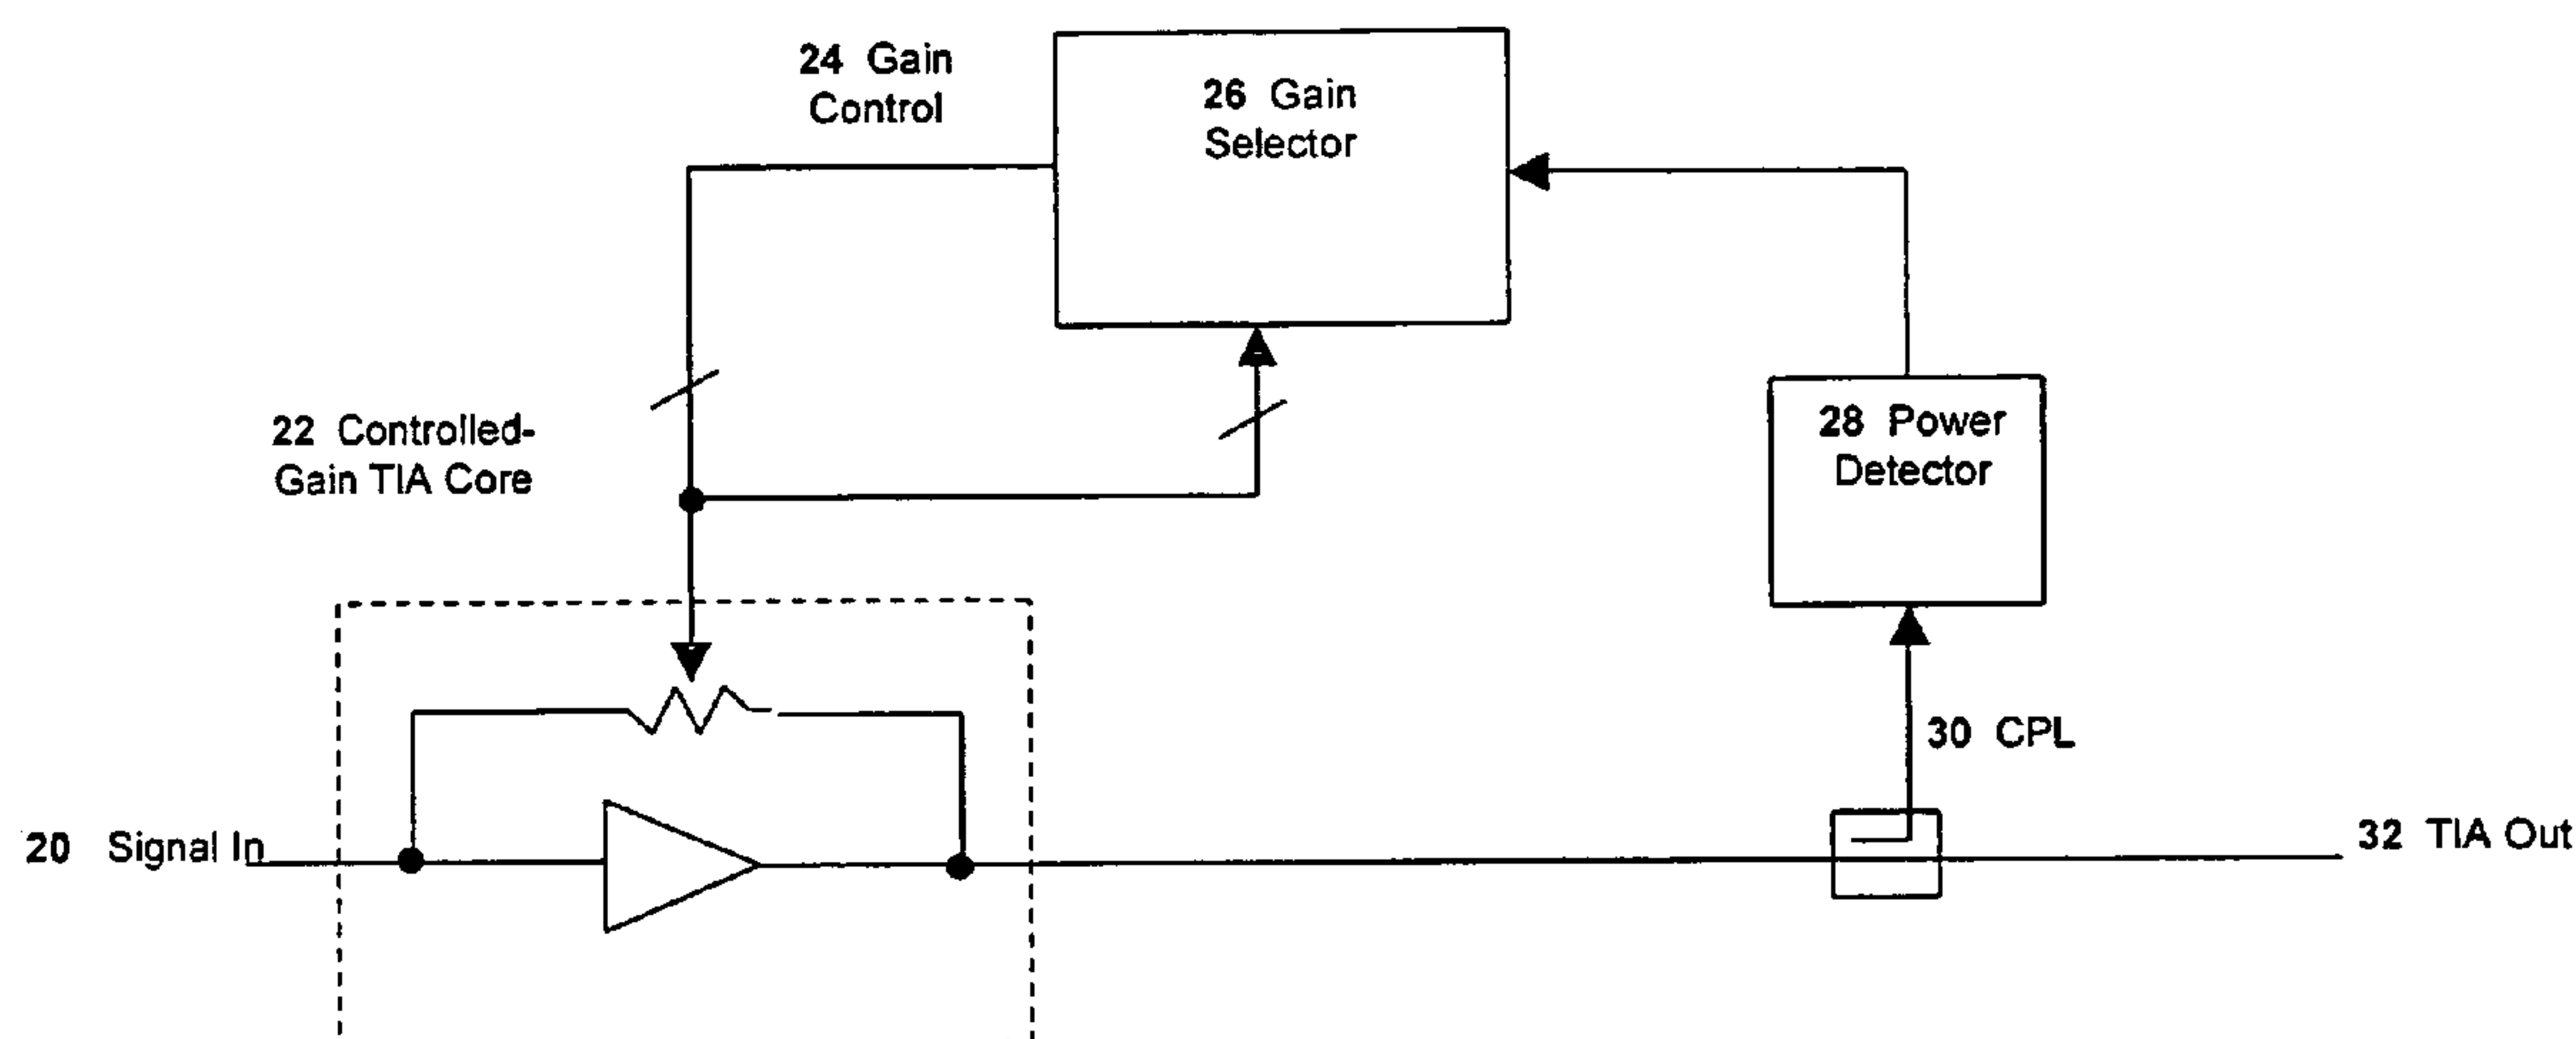 24 Gain
Control
26 Gain
Selector
22 Controlled-
Gain TIA Core
28 Power
Detector
30 CPL
20 Signal In
32 TIA Out